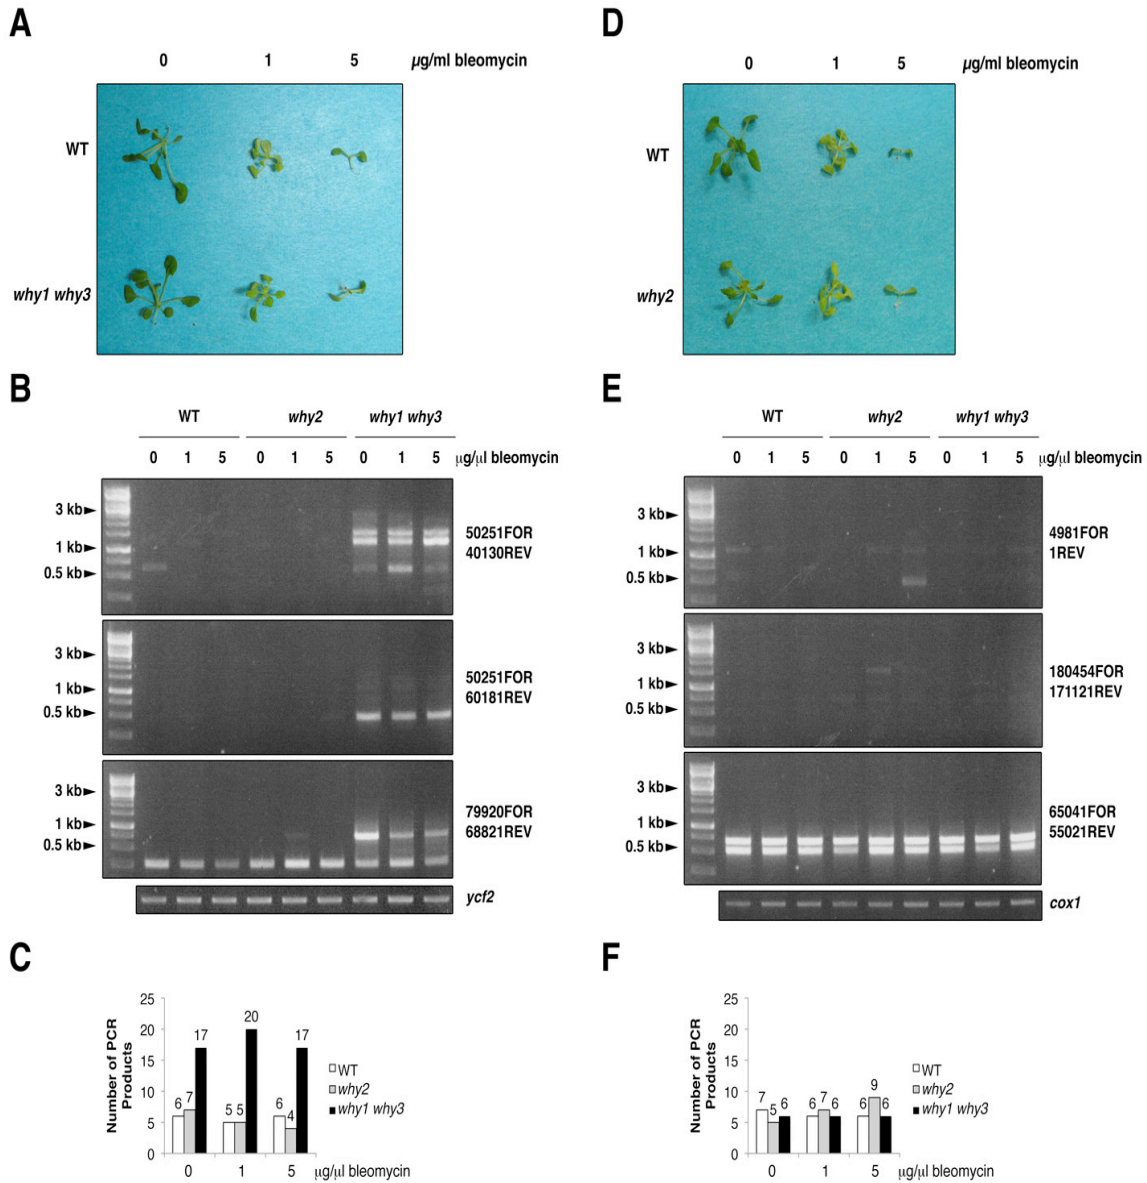 A
0 1 5 µg/ml bleomycin
WT
why1 why3
B
WT why2 why1 why3
0 1 5 0 1 5 0 1 5 µg/µl bleomycin
3 kb
1 kb
0.5 kb
50251FOR
40130REV
3 kb
1 kb
0.5 kb
50251FOR
60181REV
3 kb
1 kb
0.5 kb
79920FOR
68821REV
ycf2
C
Number of PCR
Products
25
20
15
10
5
0
6 7 17
5 5 20
6 4 17
0 1 5 µg/µl bleomycin
WT
why2
why1 why3
D
0 1 5 µg/ml bleomycin
WT
why2
E
WT why2 why1 why3
0 1 5 0 1 5 0 1 5 µg/µl bleomycin
3 kb
1 kb
0.5 kb
4981FOR
1REV
3 kb
1 kb
0.5 kb
180454FOR
171121REV
3 kb
1 kb
0.5 kb
65041FOR
55021REV
cox1
F
Number of PCR
Products
25
20
15
10
5
0
7 5 6
6 7 6
6 9 6
0 1 5 µg/µl bleomycin
WT
why2
why1 why3